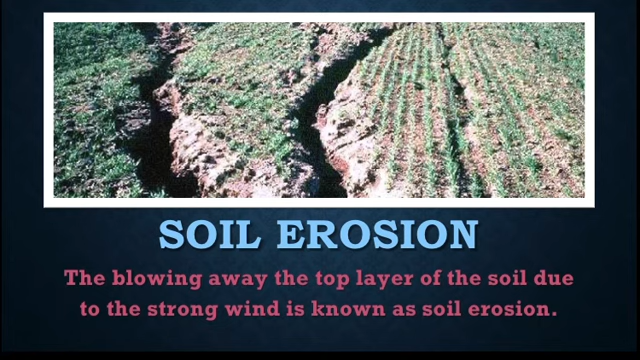 SOIL EROSION
The blowing away the top layer of the soil due
to the strong wind is known as soil erosion.